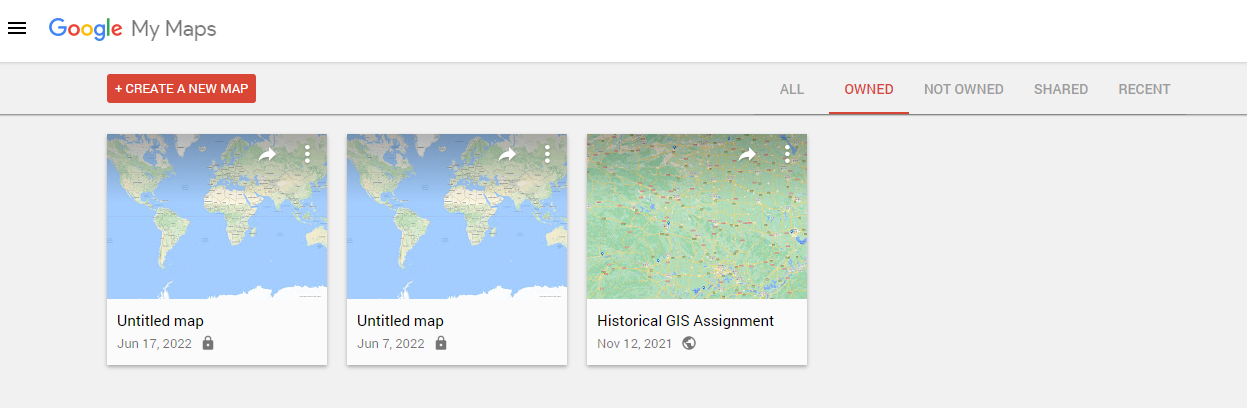 Google My Maps
+ CREATE A NEW MAP
ALL OWNED NOT OWNED SHARED RECENT
Untitled map
Jun 17, 2022
Untitled map
Jun 7, 2022
Historical GIS Assignment
Nov 12, 2021